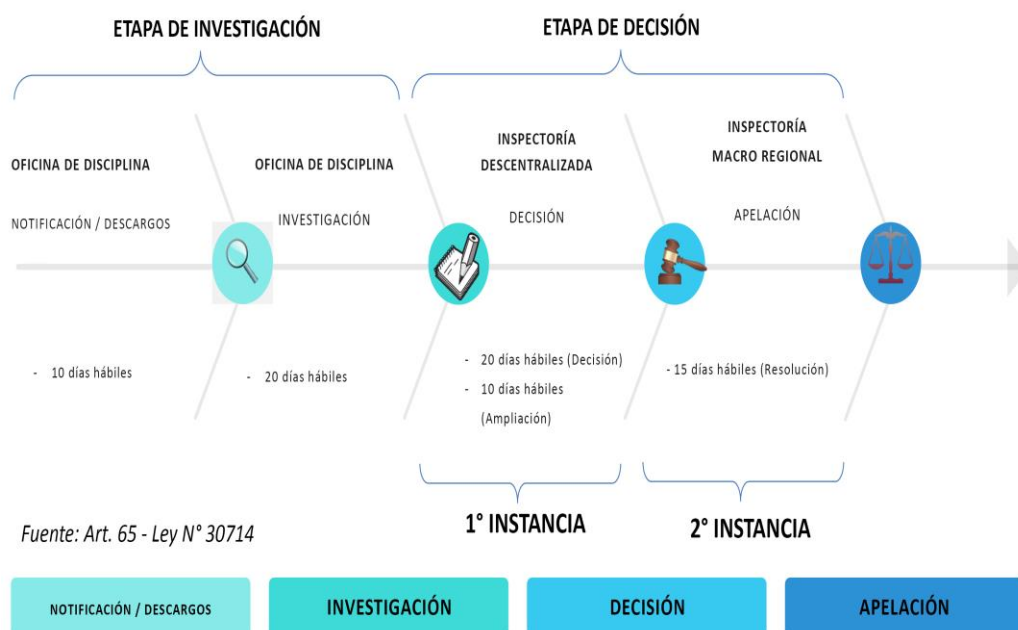 ETAPA DE INVESTIGACIÓN
ETAPA DE DECISIÓN
OFICINA DE DISCIPLINA
NOTIFICACIÓN / DESCARGOS
OFICINA DE DISCIPLINA
INVESTIGACIÓN
INSPECTORÍA
DESCENTRALIZADA
DECISIÓN
INSPECTORÍA
MACRO REGIONAL
APELACIÓN
- 10 días hábiles
- 20 días hábiles
- 20 días hábiles (Decisión)
- 10 días hábiles
(Ampliación)
- 15 días hábiles (Resolución)
1° INSTANCIA
2° INSTANCIA
Fuente: Art. 65 - Ley N° 30714
NOTIFICACIÓN / DESCARGOS
INVESTIGACIÓN
DECISIÓN
APELACIÓN